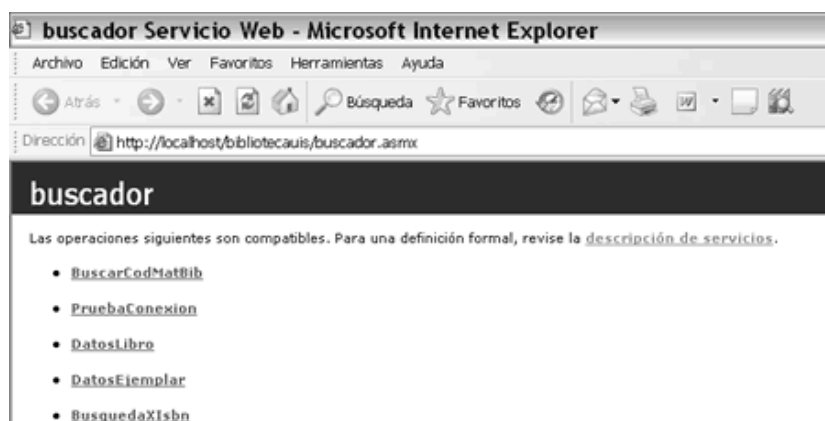 buscador Servicio Web - Microsoft Internet Explorer
Archivo Edición Ver Favoritos Herramientas Ayuda
Atrás Búsqueda Favoritos
Dirección http://localhost/bibliotecauis/buscador.asmx
buscador
Las operaciones siguientes son compatibles. Para una definición formal, revise la descripción de servicios.
• BuscarCodMatBib
• PruebaConexion
• DatosLibro
• DatosEjemplar
• BusquedaXIsbn